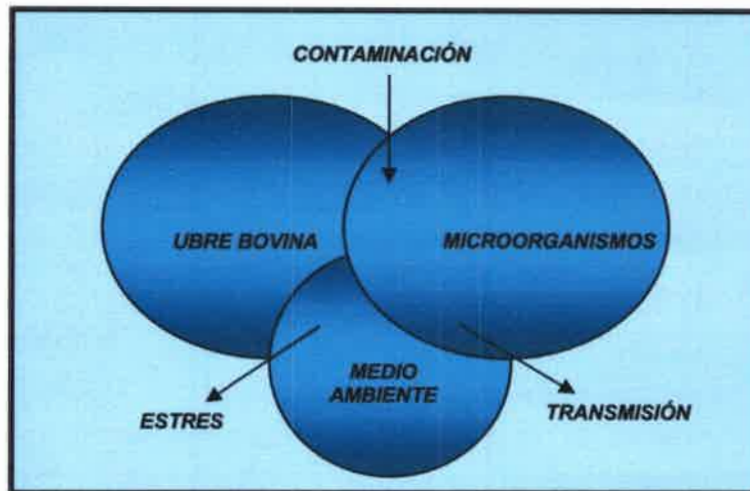 CONTAMINACIÓN
UBRE BOVINA
MICROORGANISMOS
MEDIO
AMBIENTE
ESTRES
TRANSMISIÓN